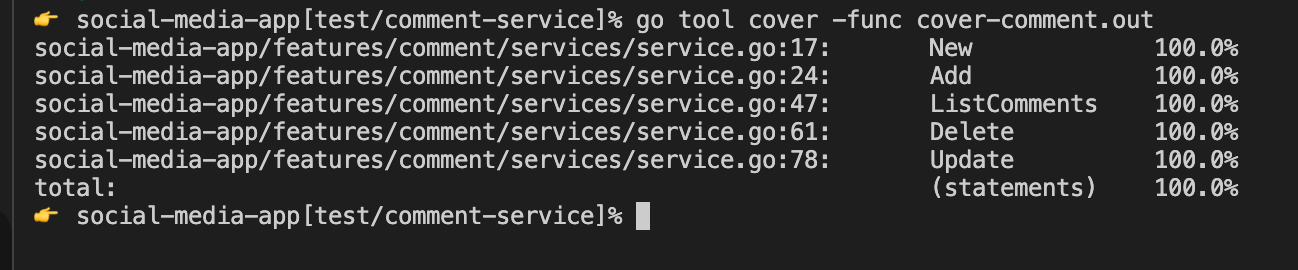 👉 social-media-app[test/comment-service]% go tool cover -func cover-comment.out
social-media-app/features/comment/services/service.go:17:	New	100.0%
social-media-app/features/comment/services/service.go:24:	Add	100.0%
social-media-app/features/comment/services/service.go:47:	ListComments	100.0%
social-media-app/features/comment/services/service.go:61:	Delete	100.0%
social-media-app/features/comment/services/service.go:78:	Update	100.0%
total:	(statements)	100.0%
👉 social-media-app[test/comment-service]%